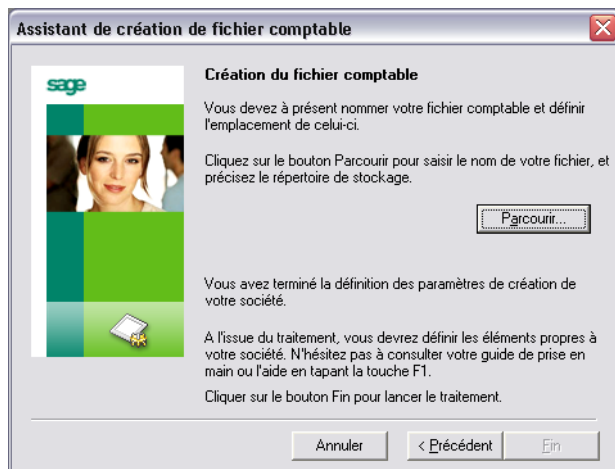 Assistant de création de fichier comptable
sage
Création du fichier comptable
Vous devez à présent nommer votre fichier comptable et définir
l'emplacement de celui-ci.
Cliquez sur le bouton Parcourir pour saisir le nom de votre fichier, et
précisez le répertoire de stockage.
Parcourir...
Vous avez terminé la définition des paramètres de création de
votre société.
A l'issue du traitement, vous devrez définir les éléments propres à
votre société. N'hésitez pas à consulter votre guide de prise en
main ou l'aide en tapant la touche F1.
Cliquer sur le bouton Fin pour lancer le traitement.
Annuler
< Précédent
Fin